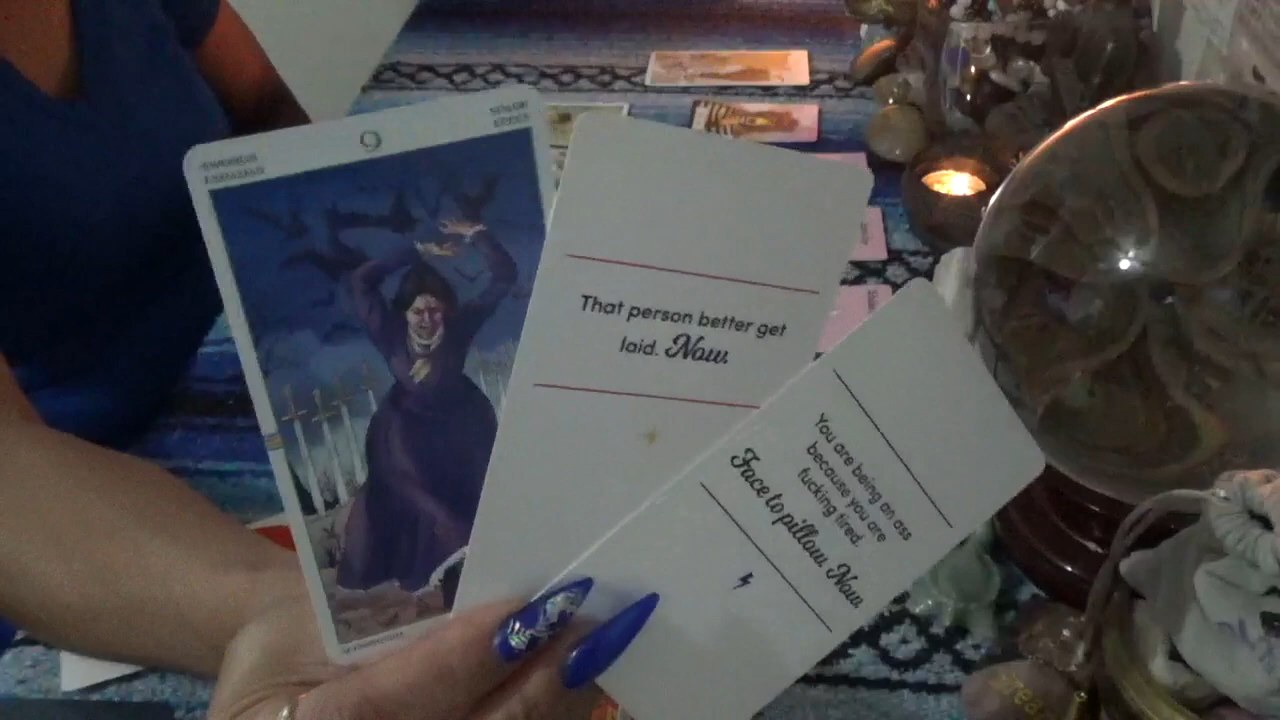 9
That person better get
laid. Now.
You are being an ass
because you are
fucking tired.
Face to pillow. Now